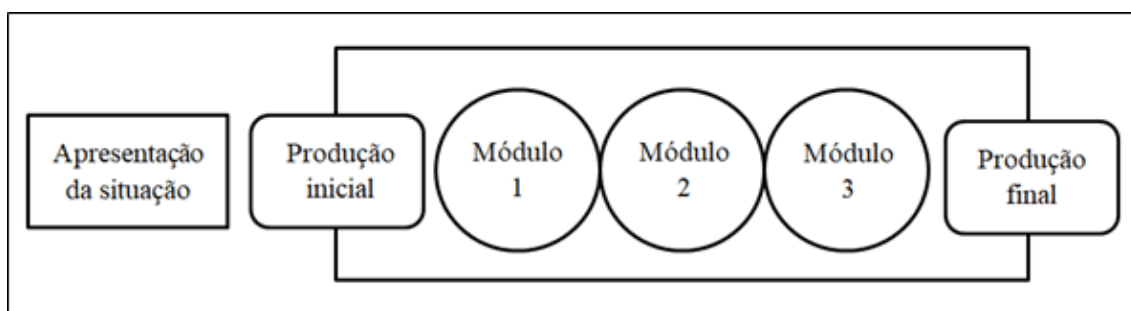 Apresentação
da situação
Produção
inicial
Módulo
1
Módulo
2
Módulo
3
Produção
final